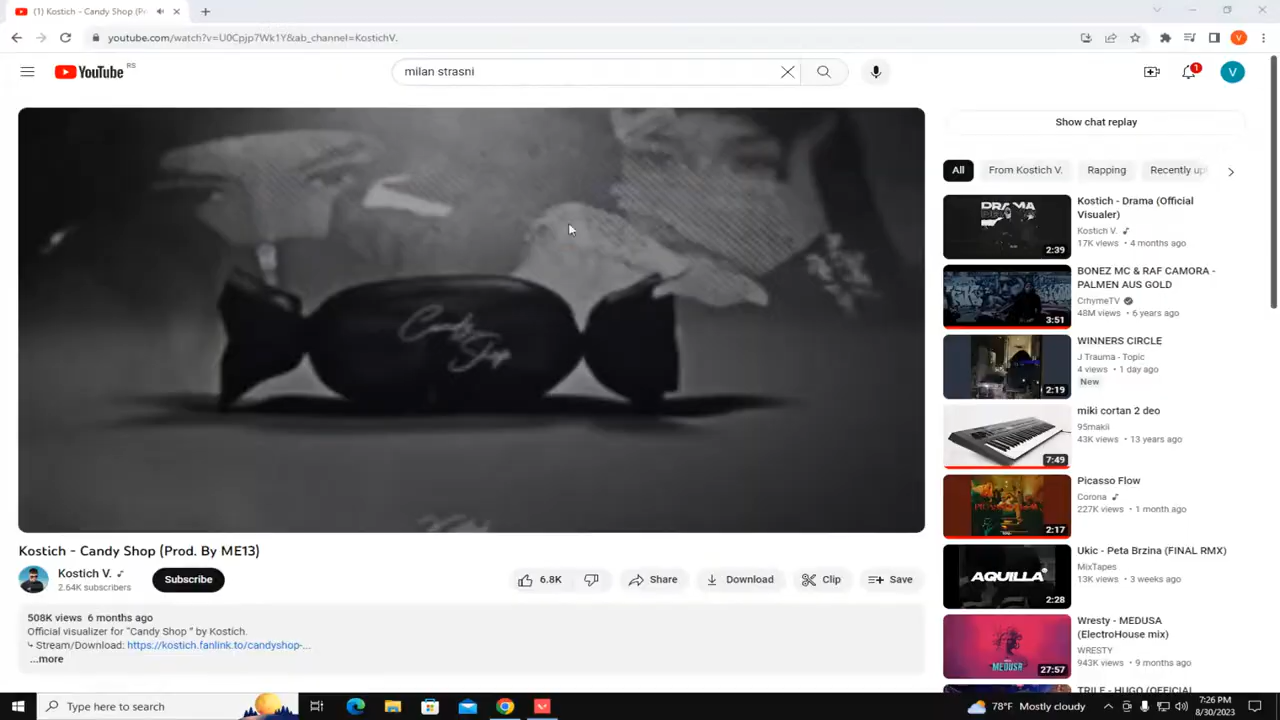 (1) Kostich - Candy Shop (Pr
youtube.com/watch?v=U0Cpjp7Wk1Y&ab_channel=KostichV.
V
YouTube RS
milan strasni
1
V
Show chat replay
All
From Kostich V.
Rapping
Recently up
Kostich - Drama (Official
Visualer)
Kostich V.
17K views • 4 months ago
DRAMA
2:39
BONEZ MC & RAF CAMORA -
PALMEN AUS GOLD
CrhymeTV
48M views • 6 years ago
3:51
WINNERS CIRCLE
J Trauma - Topic
4 views • 1 day ago
New
2:19
miki cortan 2 deo
95makii
43K views • 13 years ago
7:49
Picasso Flow
Corona
227K views • 1 month ago
2:17
Ukic - Peta Brzina (FINAL RMX)
MixTapes
13K views • 3 weeks ago
AQUILLA
2:28
Wresty - MEDUSA
(ElectroHouse mix)
WRESTY
943K views • 9 months ago
MEDUSA
27:57
TRILE - HUGO (OFFICIAL
Kostich - Candy Shop (Prod. By ME13)
Kostich V.
2.64K subscribers
Subscribe
6.8K
Share
Download
Clip
Save
508K views 6 months ago
Official visualizer for "Candy Shop " by Kostich.
↳ Stream/Download: https://kostich.fanlink.to/candyshop-...
...more
Type here to search
78°F Mostly cloudy
7:26 PM
8/30/2023